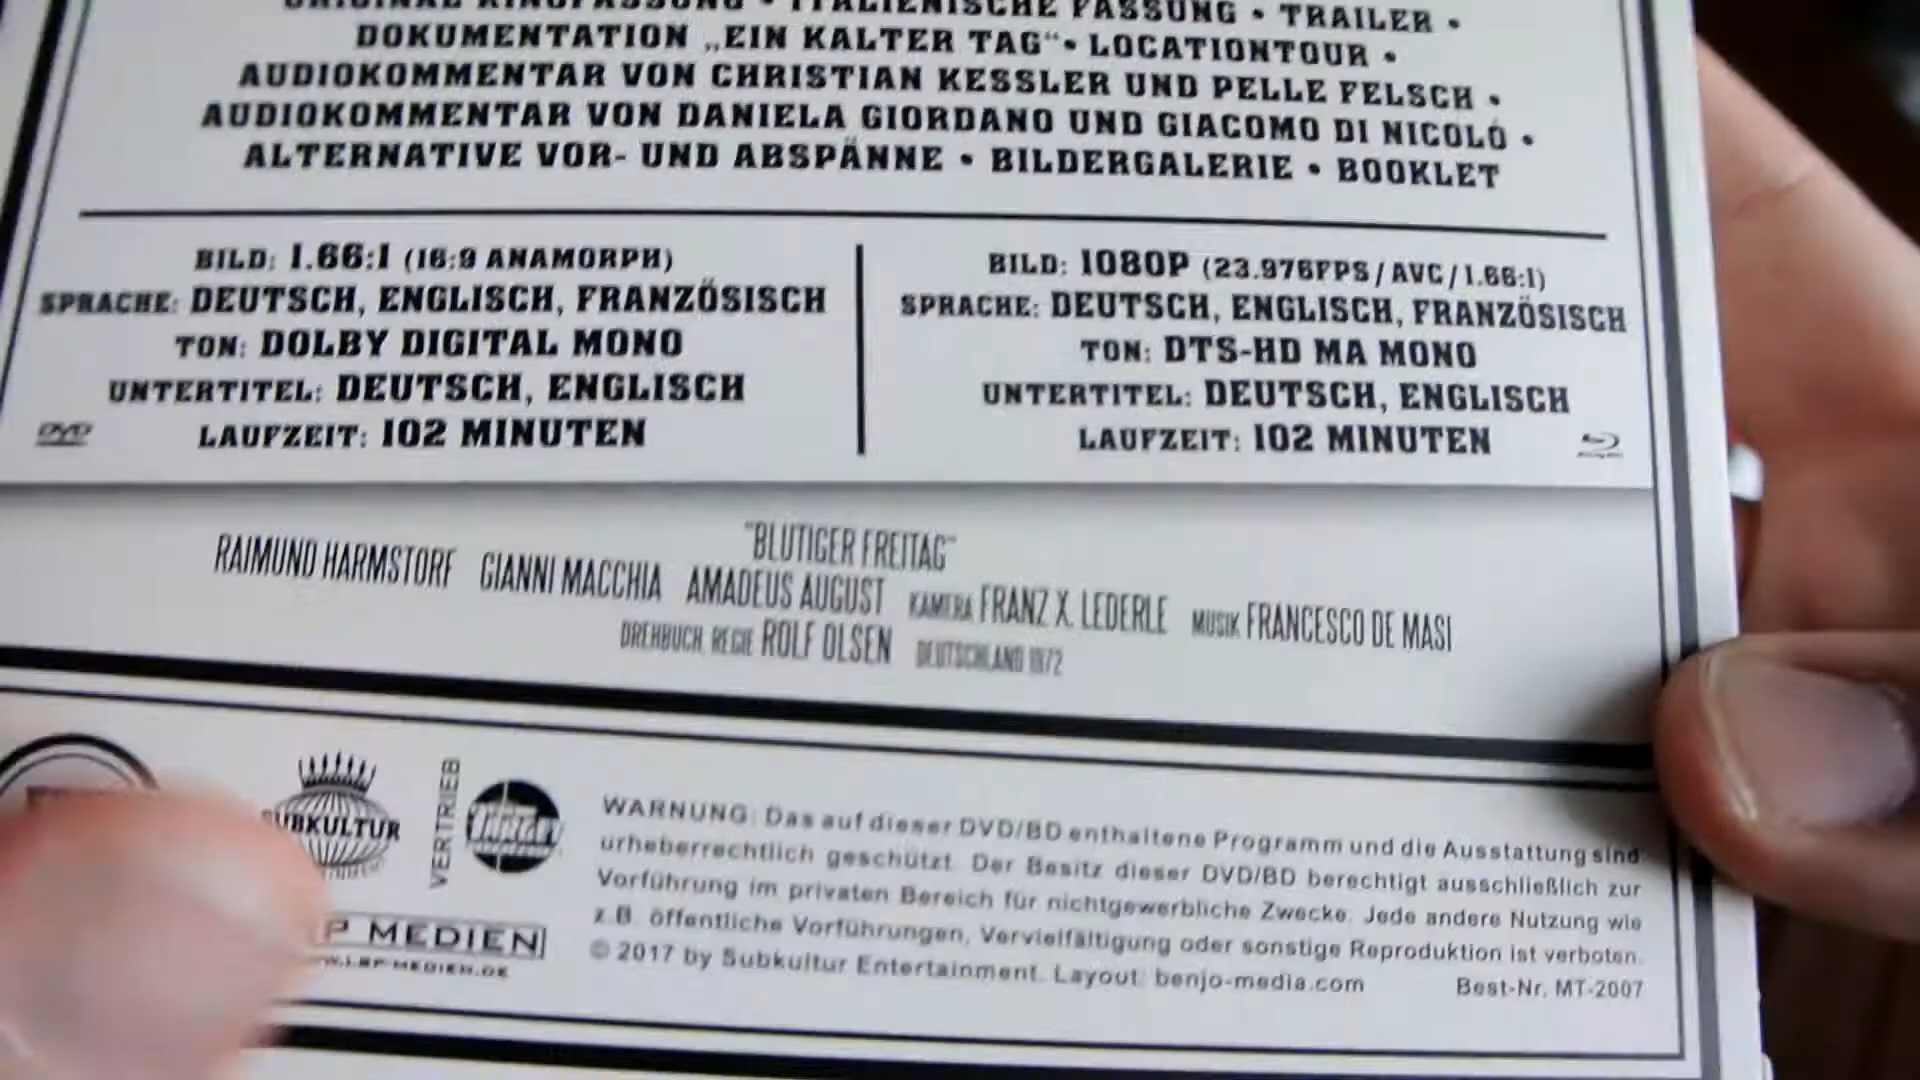 ORIGINAL KINOFASSUNG • ITALIENISCHE FASSUNG • TRAILER •
DOKUMENTATION „EIN KALTER TAG“ • LOCATIONTOUR •
AUDIOKOMMENTAR VON CHRISTIAN KESSLER UND PELLE FELSCH •
AUDIOKOMMENTAR VON DANIELA GIORDANO UND GIACOMO DI NICOLÒ •
ALTERNATIVE VOR- UND ABSPÄNNE • BILDERGALERIE • BOOKLET
BILD: 1.66:1 (16:9 ANAMORPH)
SPRACHE: DEUTSCH, ENGLISCH, FRANZÖSISCH
TON: DOLBY DIGITAL MONO
UNTERTITEL: DEUTSCH, ENGLISCH
LAUFZEIT: 102 MINUTEN
DVD
BILD: 1080P (23.976FPS / AVC / 1.66:1)
SPRACHE: DEUTSCH, ENGLISCH, FRANZÖSISCH
TON: DTS-HD MA MONO
UNTERTITEL: DEUTSCH, ENGLISCH
LAUFZEIT: 102 MINUTEN
"BLUTIGER FREITAG"
RAIMUND HARMSTORF GIANNI MACCHIA AMADEUS AUGUST KAMERA FRANZ X. LEDERLE MUSIK FRANCESCO DE MASI
DREHBUCH REGIE ROLF OLSEN DEUTSCHLAND 1972
SUBKULTUR
VERTRIEB
P MEDIEN
WARNUNG: Das auf dieser DVD/BD enthaltene Programm und die Ausstattung sind
urheberrechtlich geschützt. Der Besitz dieser DVD/BD berechtigt ausschließlich zur
Vorführung im privaten Bereich für nichtgewerbliche Zwecke. Jede andere Nutzung wie
z.B. öffentliche Vorführungen, Vervielfältigung oder sonstige Reproduktion ist verboten.
© 2017 by Subkultur Entertainment. Layout: benjo-media.com Best-Nr. MT-2007